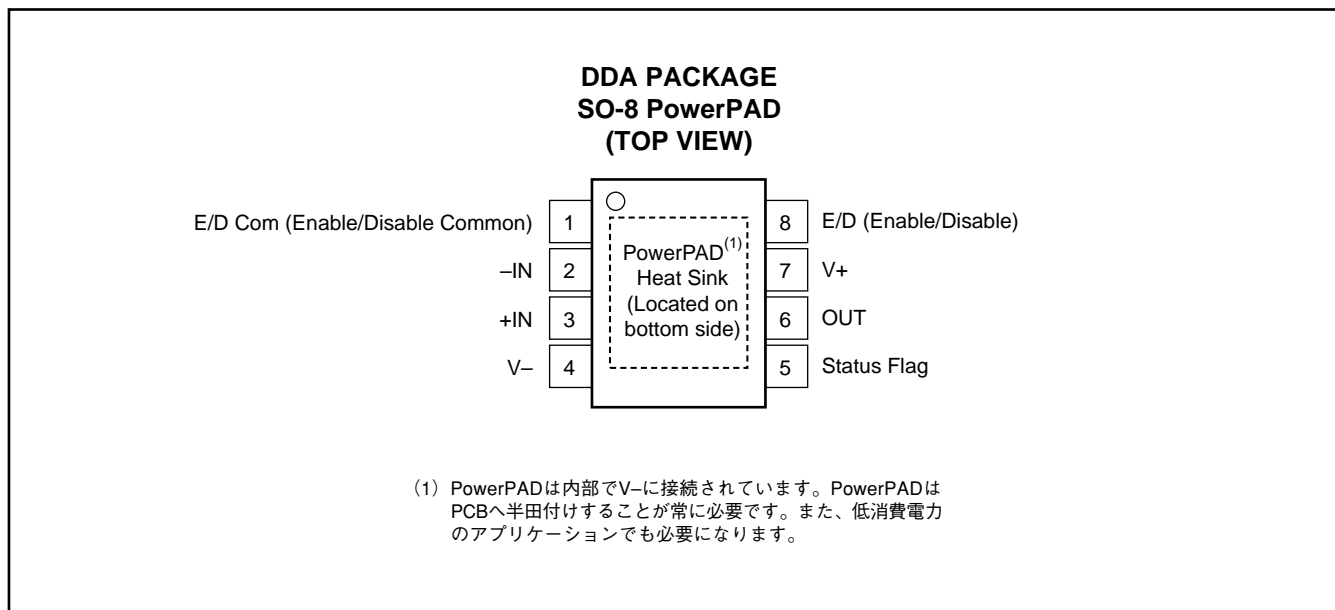 DDA PACKAGE
SO-8 PowerPAD
(TOP VIEW)
E/D Com (Enable/Disable Common) 1
–IN 2
+IN 3
V– 4
PowerPAD(1)
Heat Sink
(Located on
bottom side)
8 E/D (Enable/Disable)
7 V+
6 OUT
5 Status Flag
(1) PowerPADは内部でV–に接続されています。PowerPADは
PCBへ半田付けすることが常に必要です。また、低消費電力
のアプリケーションでも必要になります。